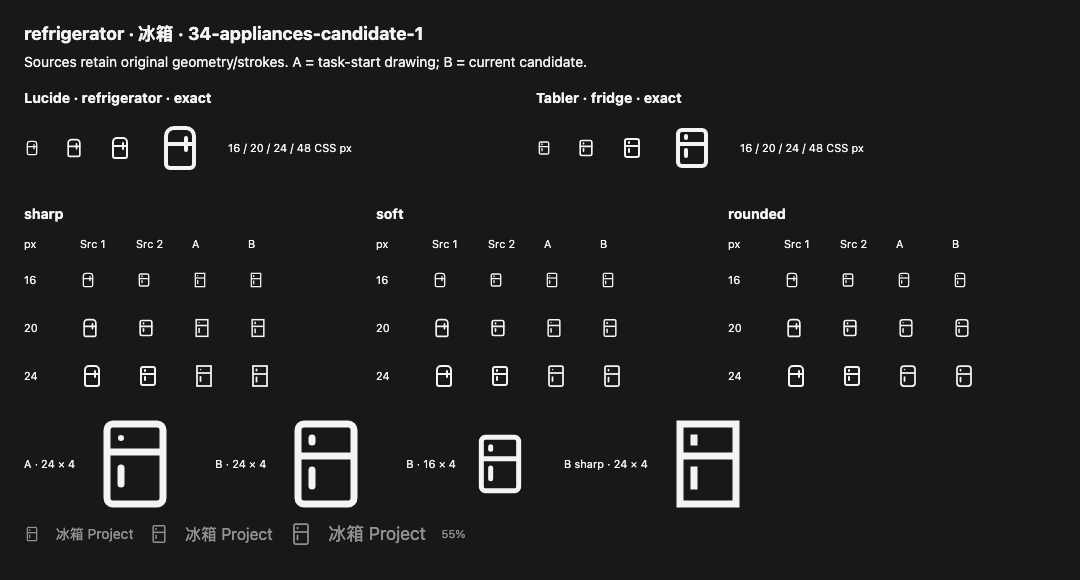 refrigerator · 冰箱 · 34-appliances-candidate-1
Sources retain original geometry/strokes. A = task-start drawing; B = current candidate.
Lucide · refrigerator · exact
Tabler · fridge · exact
16 / 20 / 24 / 48 CSS px
16 / 20 / 24 / 48 CSS px
sharp
soft
rounded
px Src 1 Src 2 A B
px Src 1 Src 2 A B
px Src 1 Src 2 A B
16
16
16
20
20
20
24
24
24
A · 24 × 4
B · 24 × 4
B · 16 × 4
B sharp · 24 × 4
冰箱 Project
冰箱 Project
冰箱 Project
55%